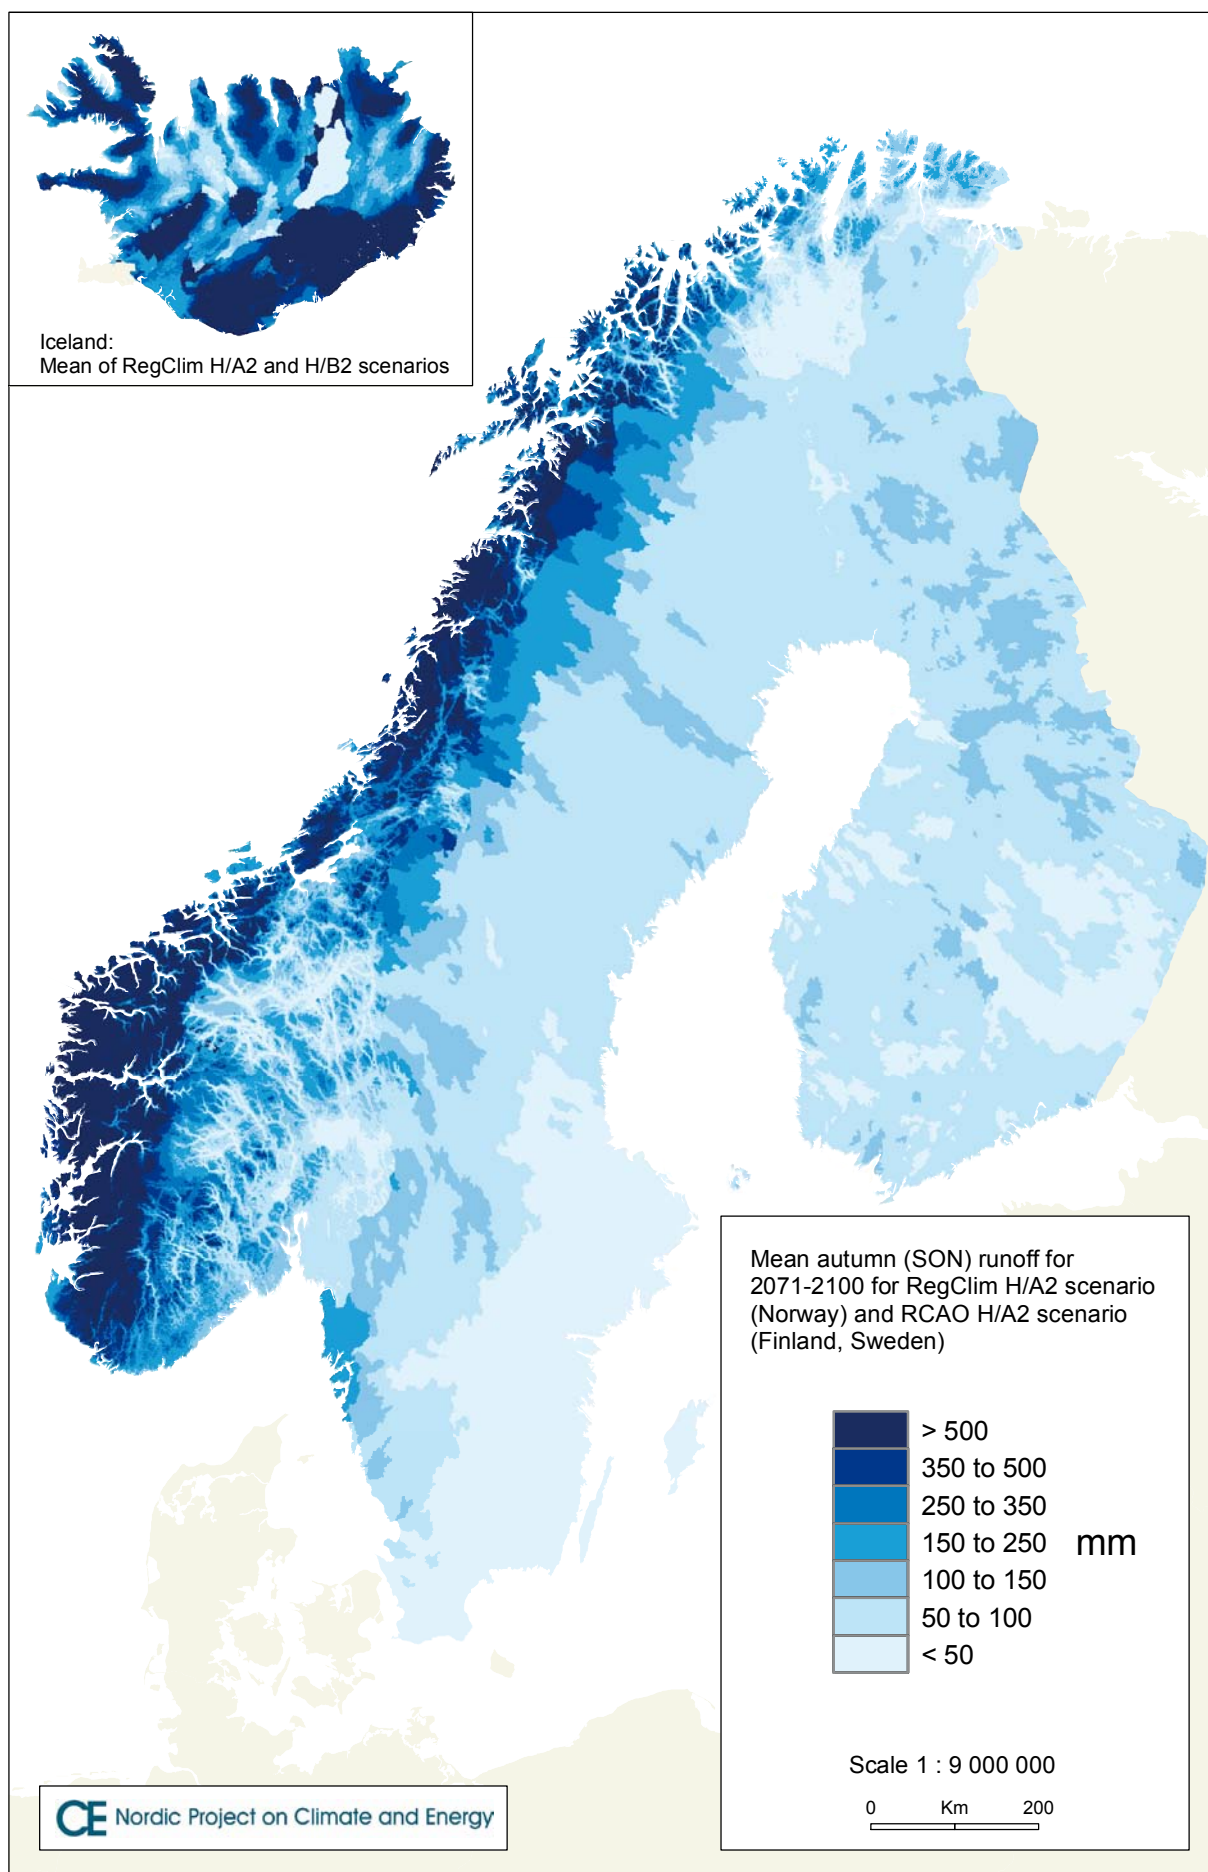 Iceland:
Mean of RegClim H/A2 and H/B2 scenarios
Mean autumn (SON) runoff for
2071-2100 for RegClim H/A2 scenario
(Norway) and RCAO H/A2 scenario
(Finland, Sweden)
> 500
350 to 500
250 to 350
150 to 250
mm
100 to 150
50 to 100
< 50
Scale 1 : 9 000 000
0 Km 200
CE Nordic Project on Climate and Energy